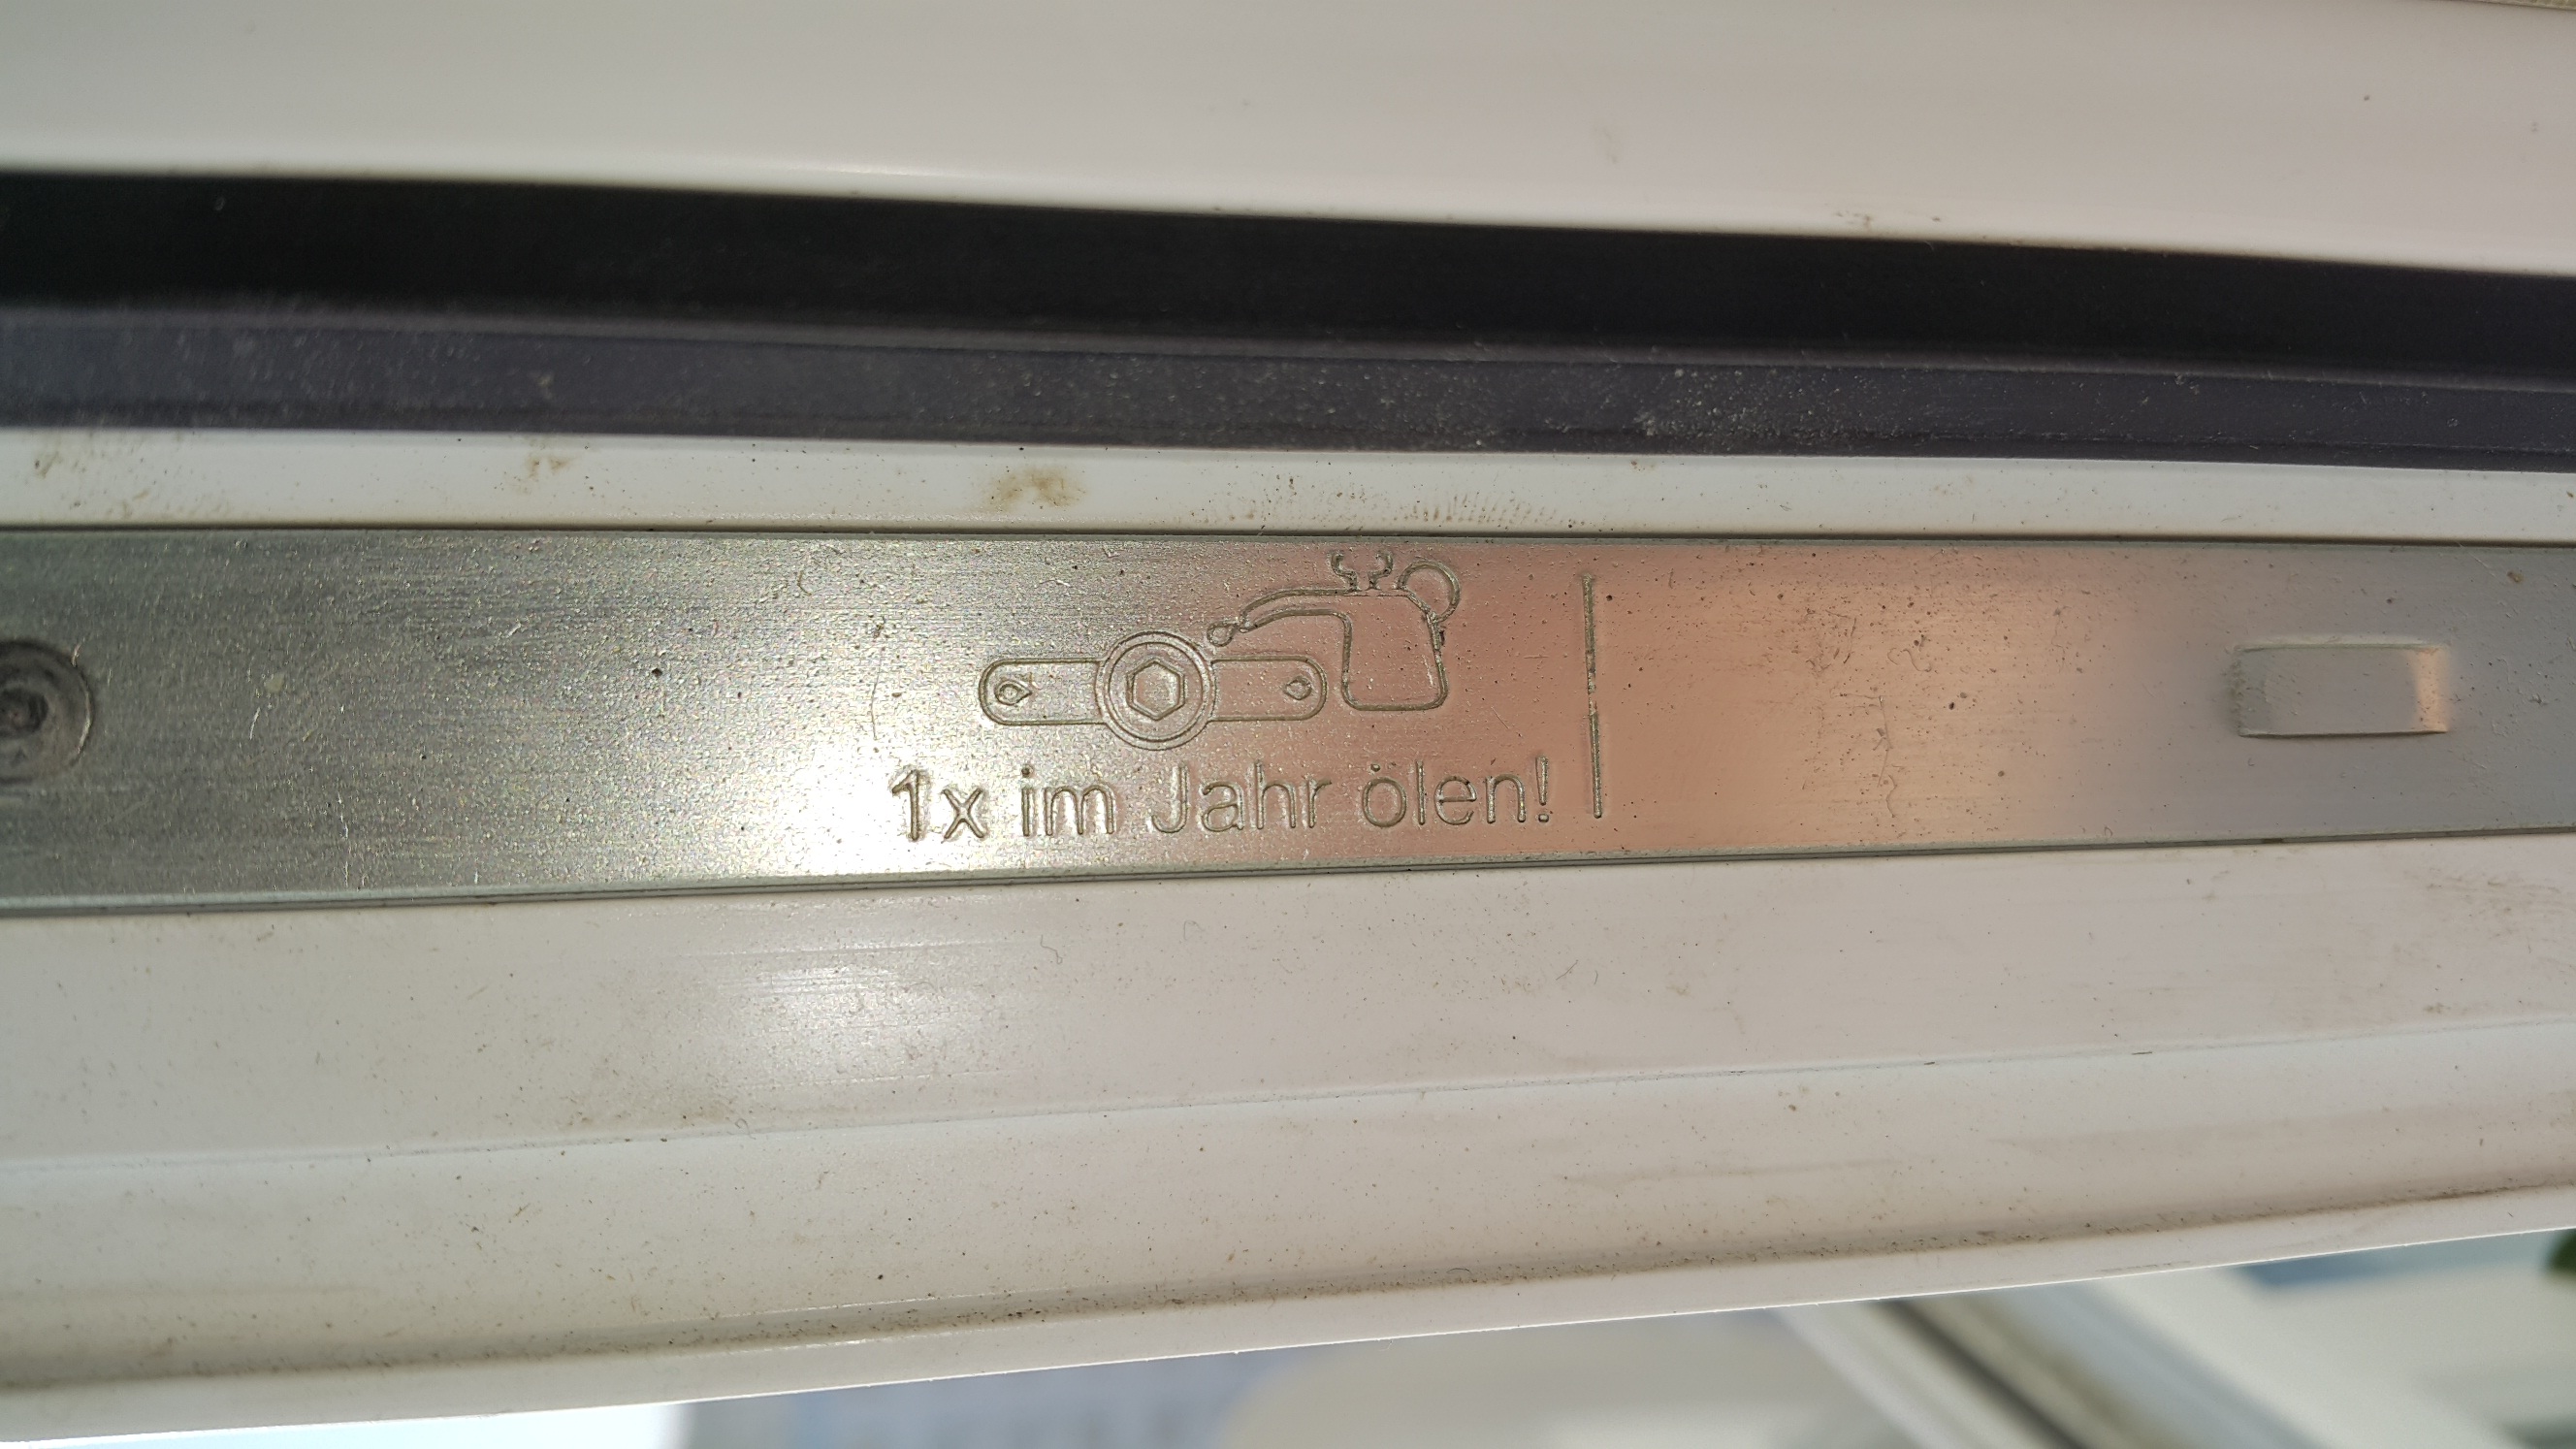 1x im Jahr ölen!